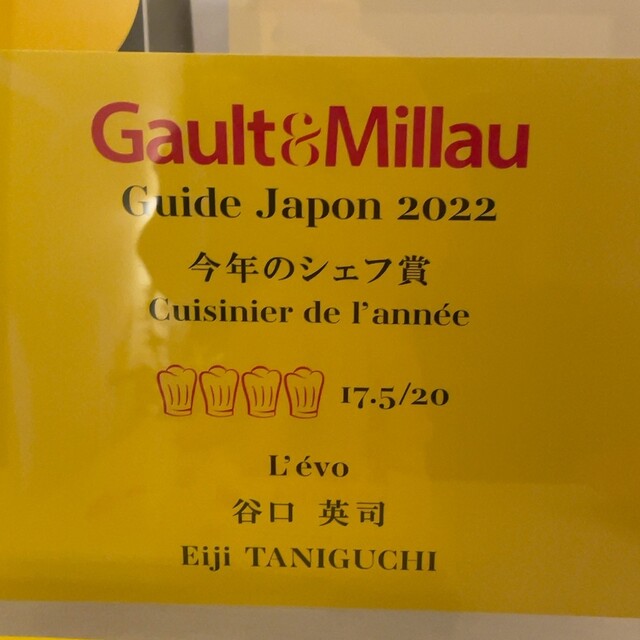 Gault&Millau
Guide Japon 2022
今年のシェフ賞
Cuisinier de l'année
17.5/20
L'évo
谷口 英司
Eiji TANIGUCHI